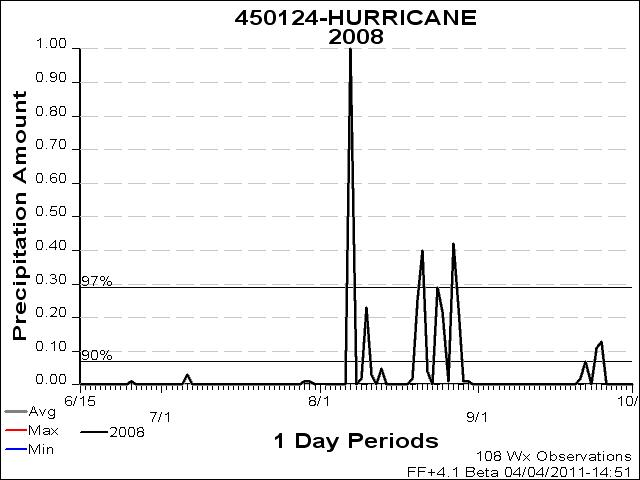 450124-HURRICANE
2008
Precipitation Amount
1.00
0.90
0.80
0.70
0.60
0.50
0.40
0.30
97%
0.20
0.10
90%
0.00
6/15
7/1
8/1
9/1
10/
Avg
Max
2008
Min
1 Day Periods
108 Wx Observations
FF+4.1 Beta 04/04/2011-14:51